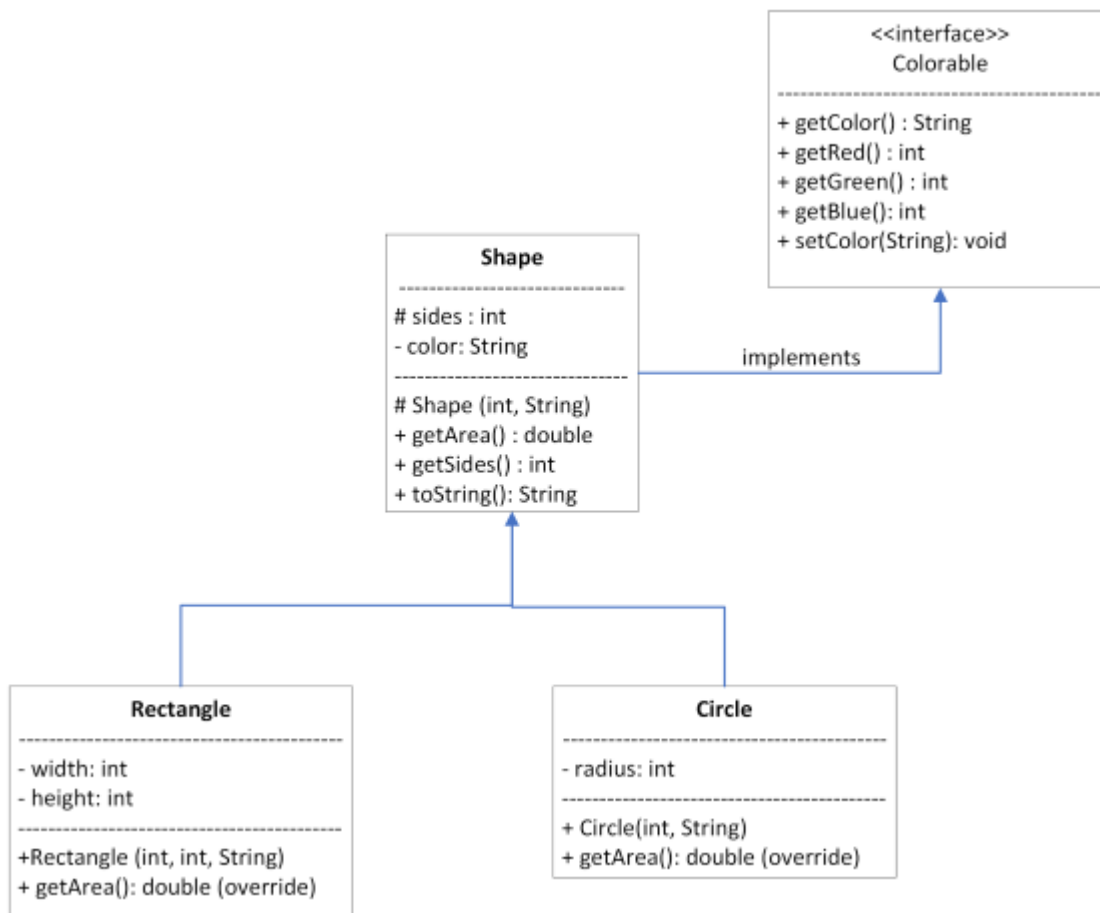 <<interface>>
Colorable
--------------------------------------------
+ getColor() : String
+ getRed() : int
+ getGreen() : int
+ getBlue(): int
+ setColor(String): void
Shape
------------------------------
# sides : int
- color: String
-------------------------------
# Shape (int, String)
+ getArea() : double
+ getSides() : int
+ toString(): String
implements
Rectangle
-------------------------------------------
- width: int
- height: int
-------------------------------------------
+Rectangle (int, int, String)
+ getArea(): double (override)
Circle
-------------------------------------------
- radius: int
-------------------------------------------
+ Circle(int, String)
+ getArea(): double (override)